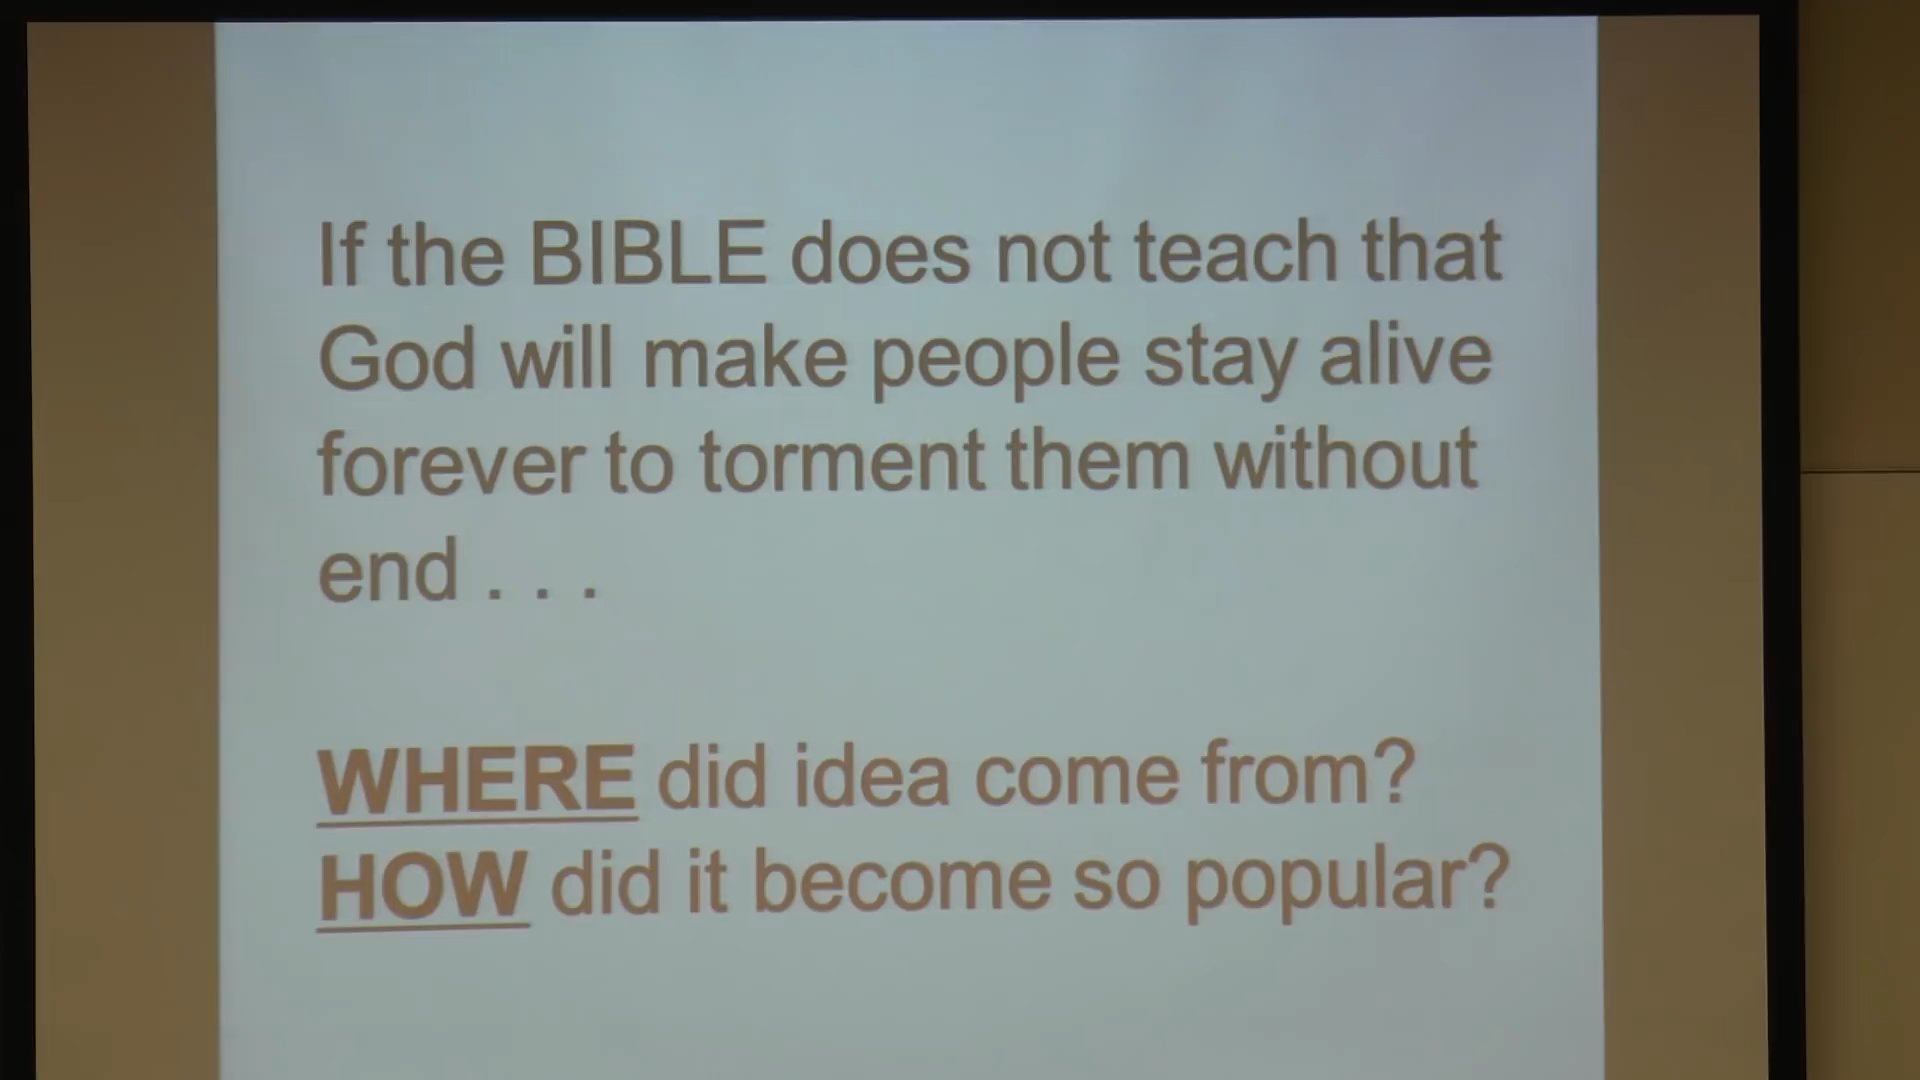 If the BIBLE does not teach that
God will make people stay alive
forever to torment them without
end . . .
WHERE did idea come from?
HOW did it become so popular?